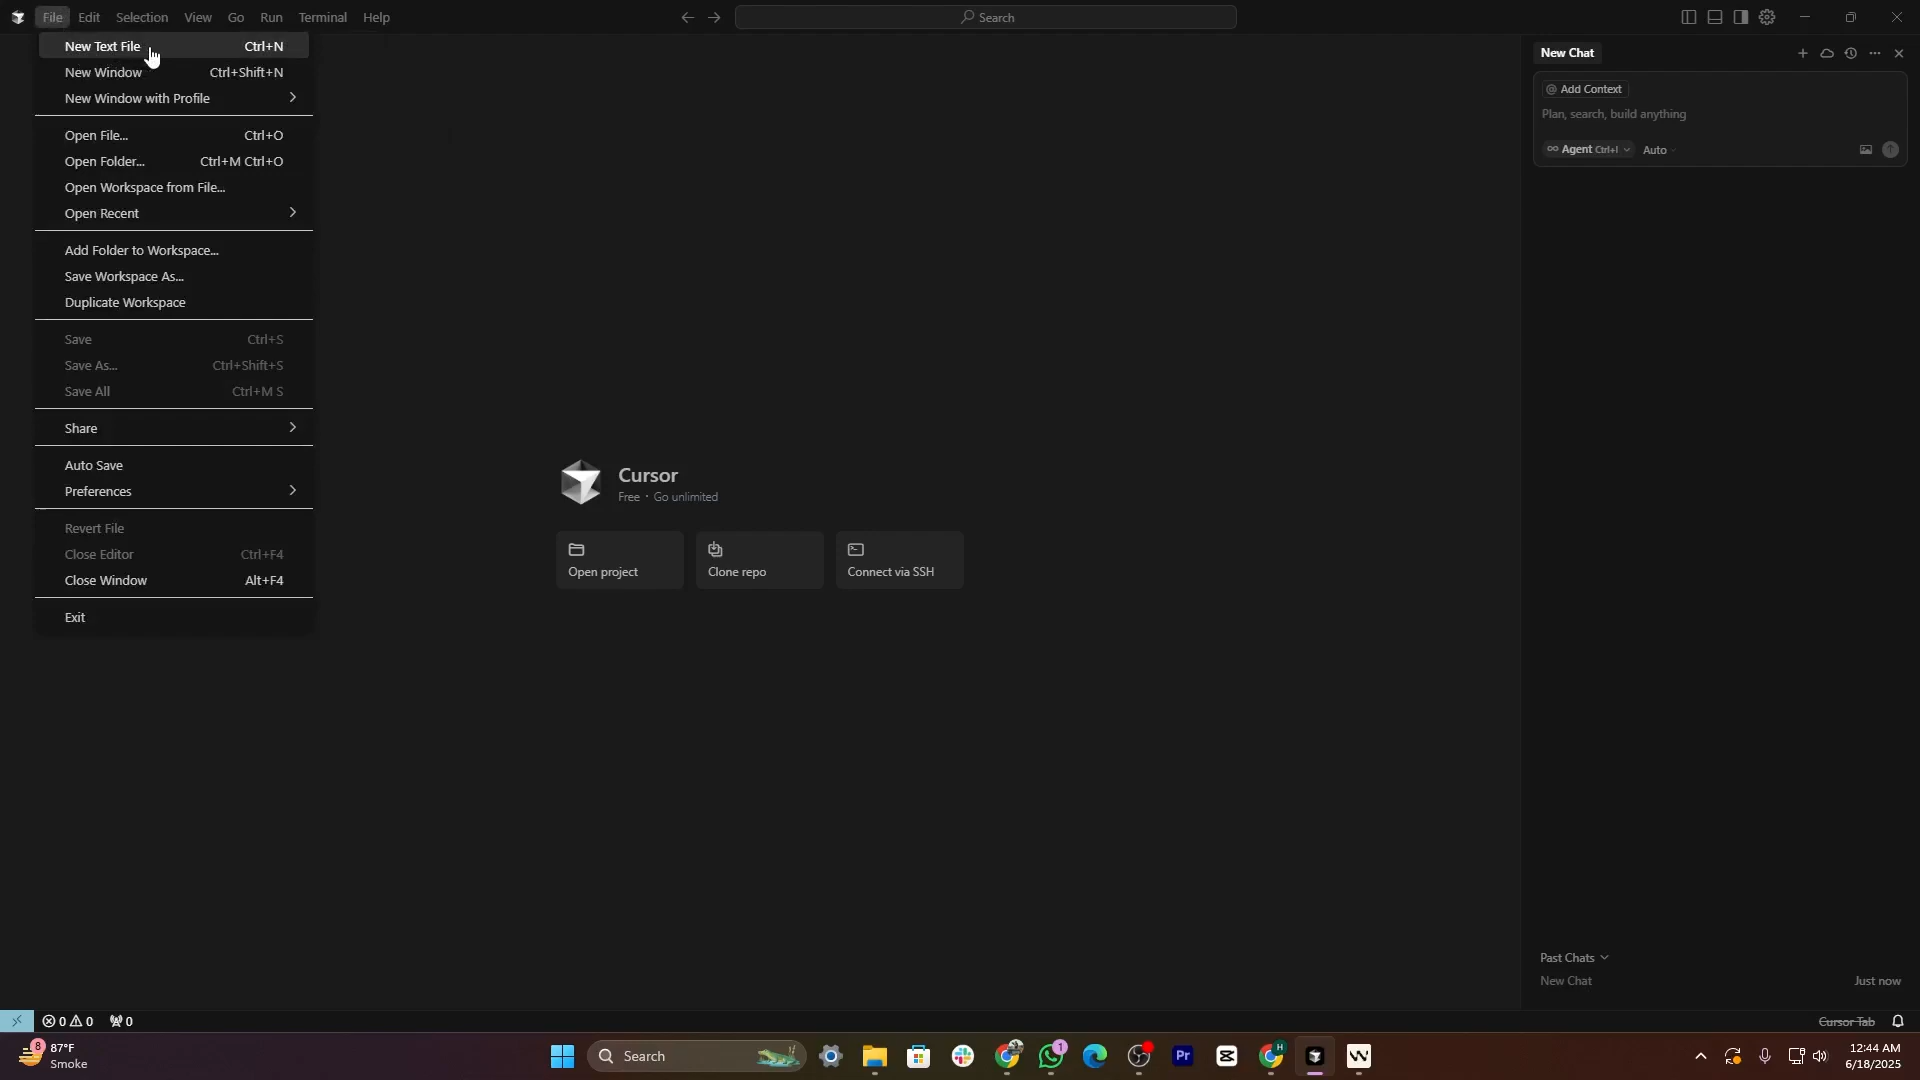 File Edit Selection View Go Run Terminal Help Search
New Text File Ctrl+N
New Window Ctrl+Shift+N
New Window with Profile
Open File... Ctrl+O
Open Folder... Ctrl+M Ctrl+O
Open Workspace from File...
Open Recent
Add Folder to Workspace...
Save Workspace As...
Duplicate Workspace
Save Ctrl+S
Save As... Ctrl+Shift+S
Save All Ctrl+M S
Share
Auto Save
Preferences
Revert File
Close Editor Ctrl+F4
Close Window Alt+F4
Exit
Cursor
Free · Go unlimited
Open project Clone repo Connect via SSH
New Chat
@ Add Context
Plan, search, build anything
∞ Agent Ctrl+I Auto
Past Chats
New Chat Just now
0 0 0 Cursor Tab
8 87°F
Smoke
Search
1
H
Pr
12:44 AM
6/18/2025